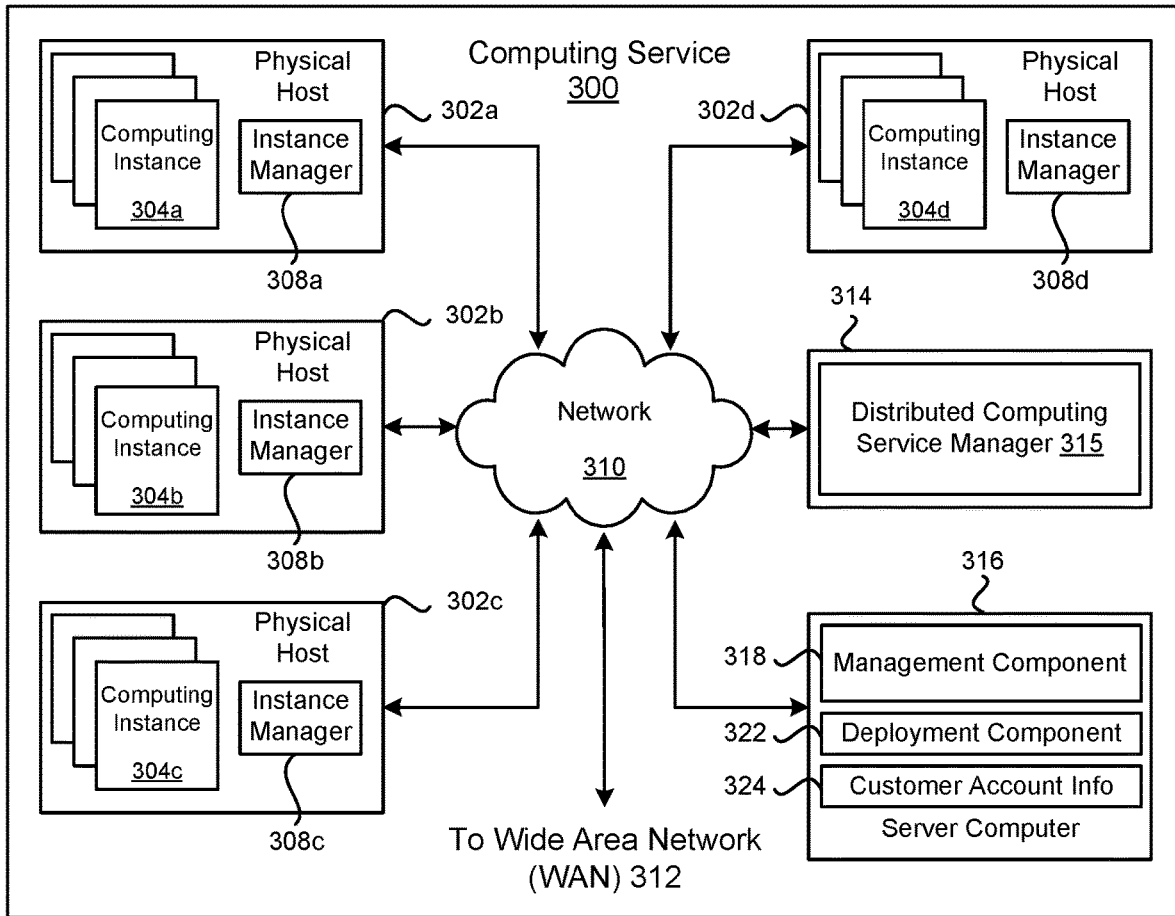 Computing Service
300
Physical
Host
Computing
Instance
304a
Instance
Manager
302a
308a
Physical
Host
Computing
Instance
304d
Instance
Manager
302d
308d
Physical
Host
Computing
Instance
304b
Instance
Manager
302b
308b
Network
310
314
Distributed Computing
Service Manager 315
Physical
Host
Computing
Instance
304c
Instance
Manager
302c
308c
To Wide Area Network
(WAN) 312
316
318
Management Component
322
Deployment Component
324
Customer Account Info
Server Computer